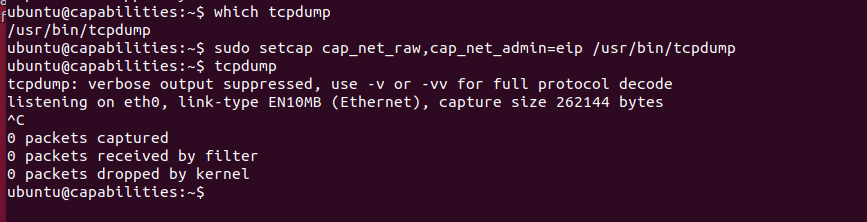 ubuntu@capabilities:~$ which tcpdump
/usr/bin/tcpdump
ubuntu@capabilities:~$ sudo setcap cap_net_raw,cap_net_admin=eip /usr/bin/tcpdump
ubuntu@capabilities:~$ tcpdump
tcpdump: verbose output suppressed, use -v or -vv for full protocol decode
listening on eth0, link-type EN10MB (Ethernet), capture size 262144 bytes
^C
0 packets captured
0 packets received by filter
0 packets dropped by kernel
ubuntu@capabilities:~$